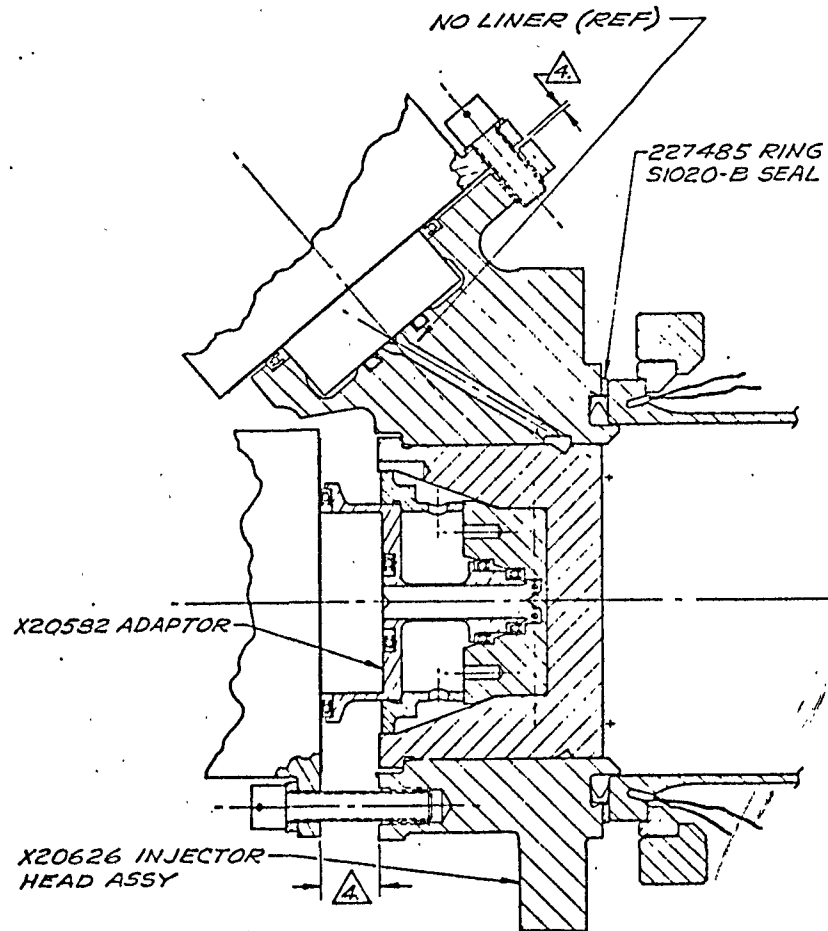 NO LINER (REF)
4.
227485 RING
S1020-B SEAL
X20582 ADAPTOR
X20626 INJECTOR
HEAD ASSY
4.